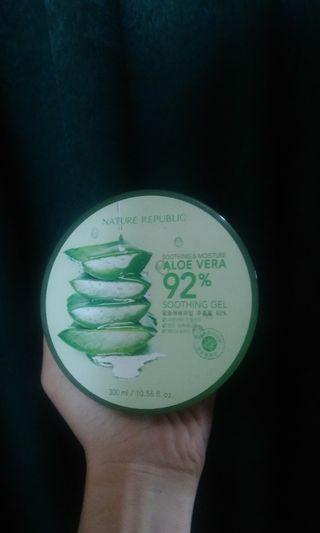 NATURE REPUBLIC
SOOTHING & MOISTURE
ALOE VERA
92%
SOOTHING GEL
300 ml / 10.56 fl. oz.